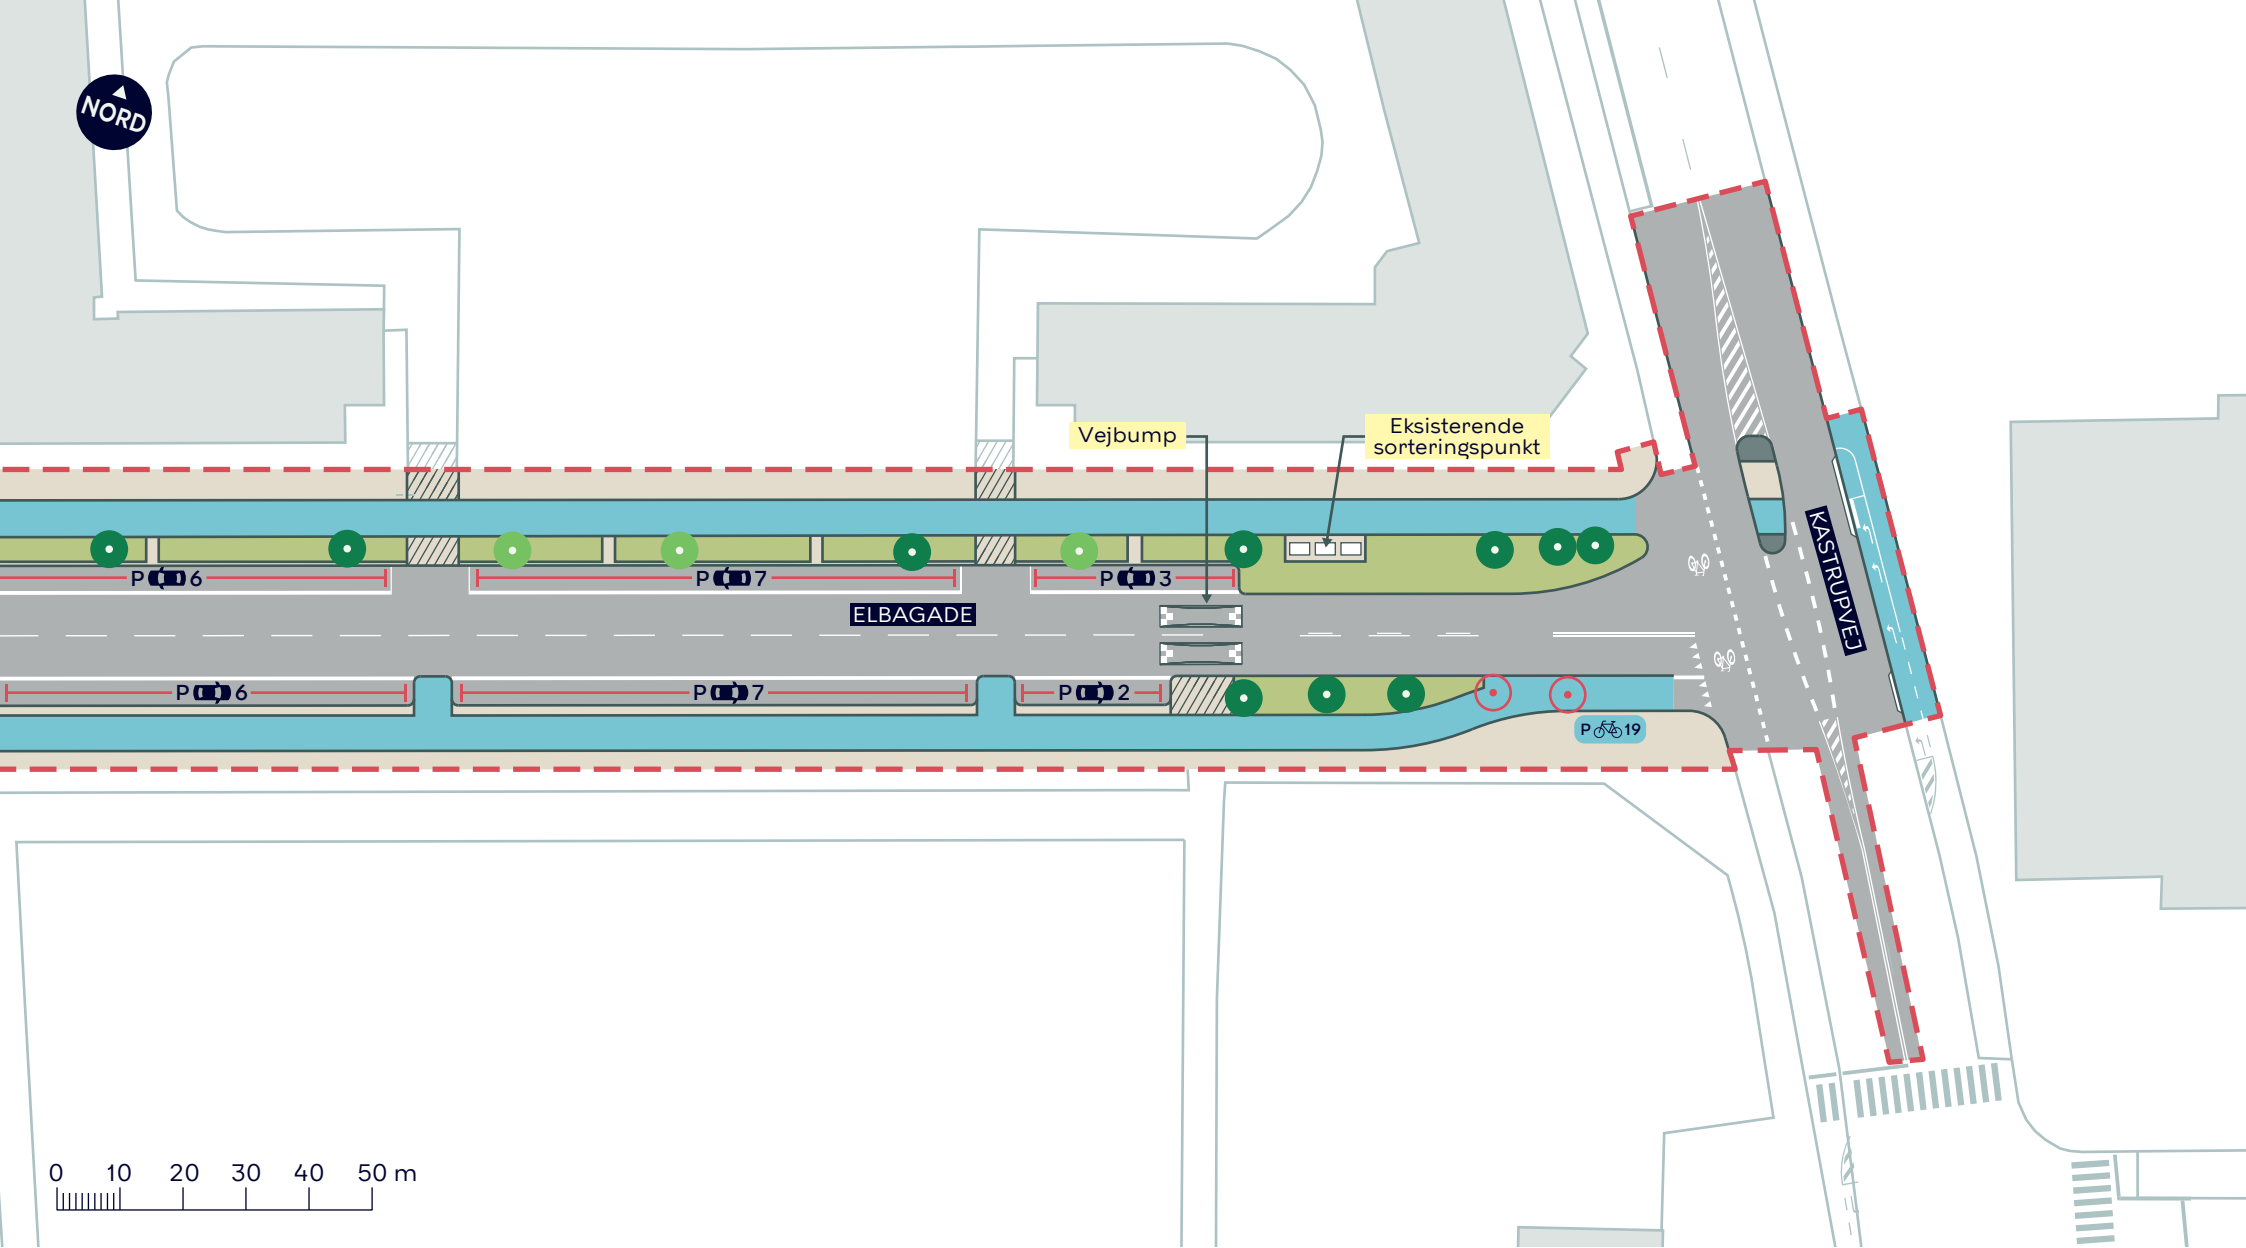 NORD
Vejbump
Eksisterende
sorteringspunkt
KASTRUPVEJ
P 6
P 7
P 3
ELBAGADE
P 6
P 7
P 2
P 19
0 10 20 30 40 50 m